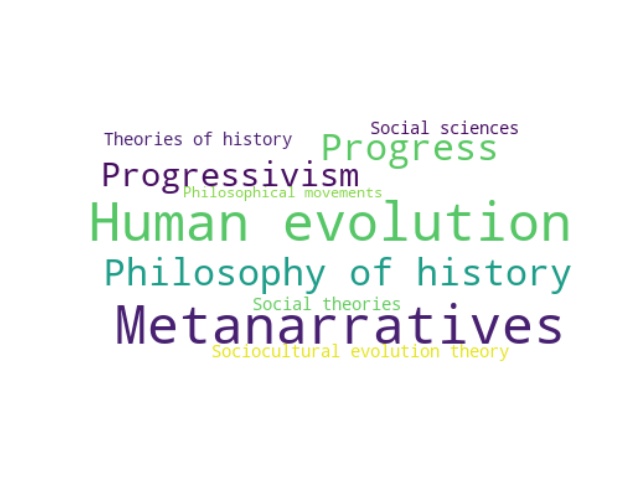 Social sciences
Theories of history
Progress
Progressivism
Philosophical movements
Human evolution
Philosophy of history
Social theories
Metanarratives
Sociocultural evolution theory